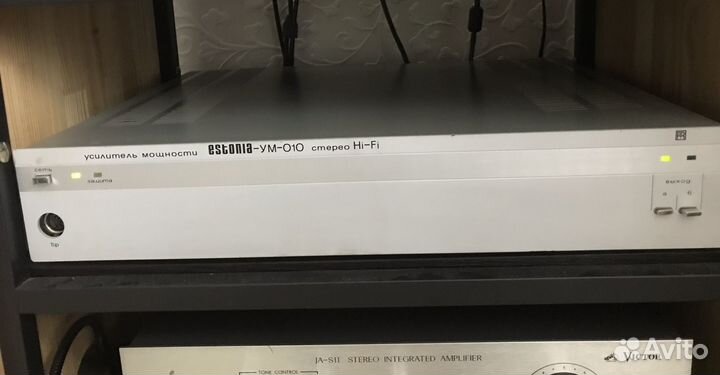 усилитель мощности estonia-УМ-010 стерео Hi-Fi
сеть
защита
Тлф
выход
а
б
JA-S11 STEREO INTEGRATED AMPLIFIER
VICTOR
TONE CONTROL
Avito